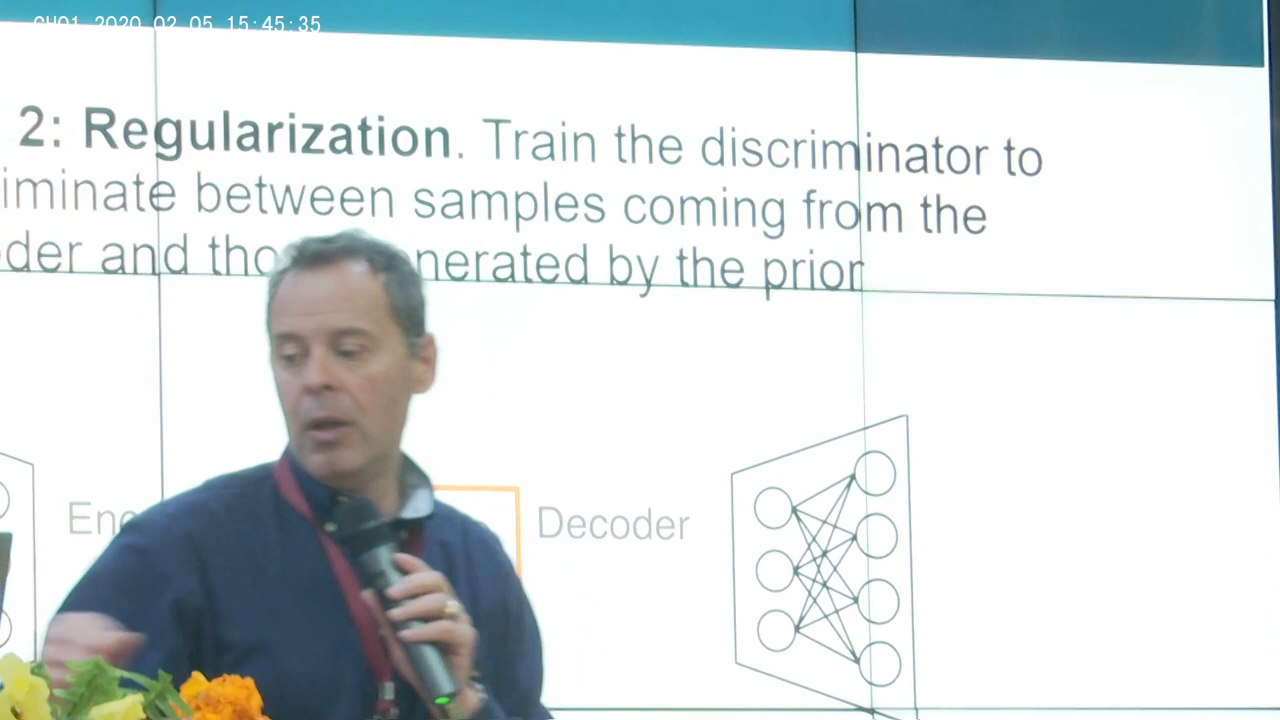 CH01 2020 02 05 15:45:35
2: Regularization. Train the discriminator to
iminate between samples coming from the
der and tho nerated by the prior
Enc
Decoder